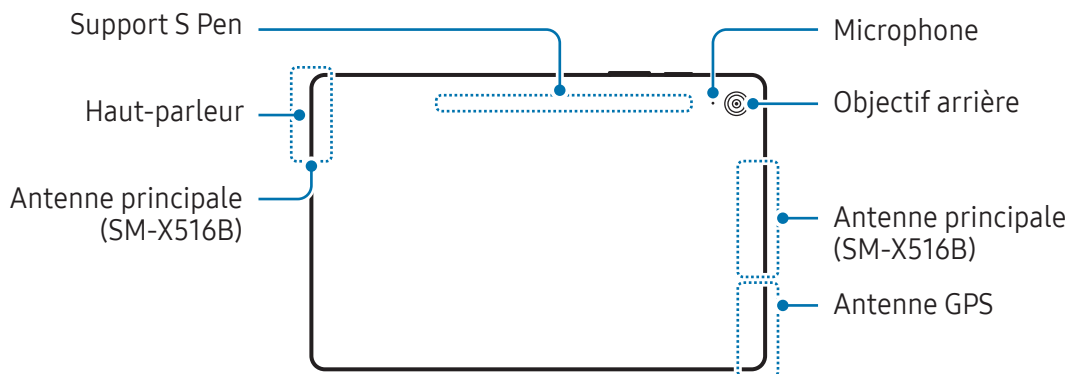 Support S Pen
Haut-parleur
Antenne principale
(SM-X516B)
Microphone
Objectif arrière
Antenne principale
(SM-X516B)
Antenne GPS